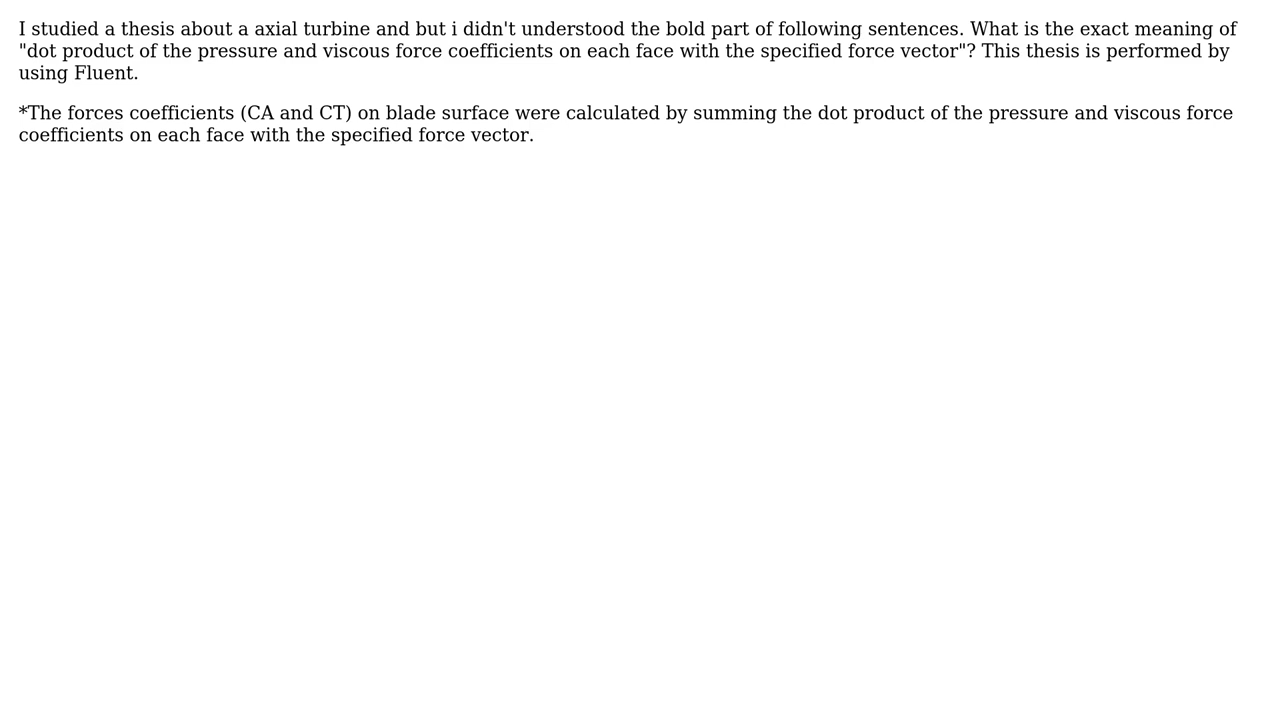 I studied a thesis about a axial turbine and but i didn't understood the bold part of following sentences. What is the exact meaning of
"dot product of the pressure and viscous force coefficients on each face with the specified force vector"? This thesis is performed by
using Fluent.
*The forces coefficients (CA and CT) on blade surface were calculated by summing the dot product of the pressure and viscous force
coefficients on each face with the specified force vector.